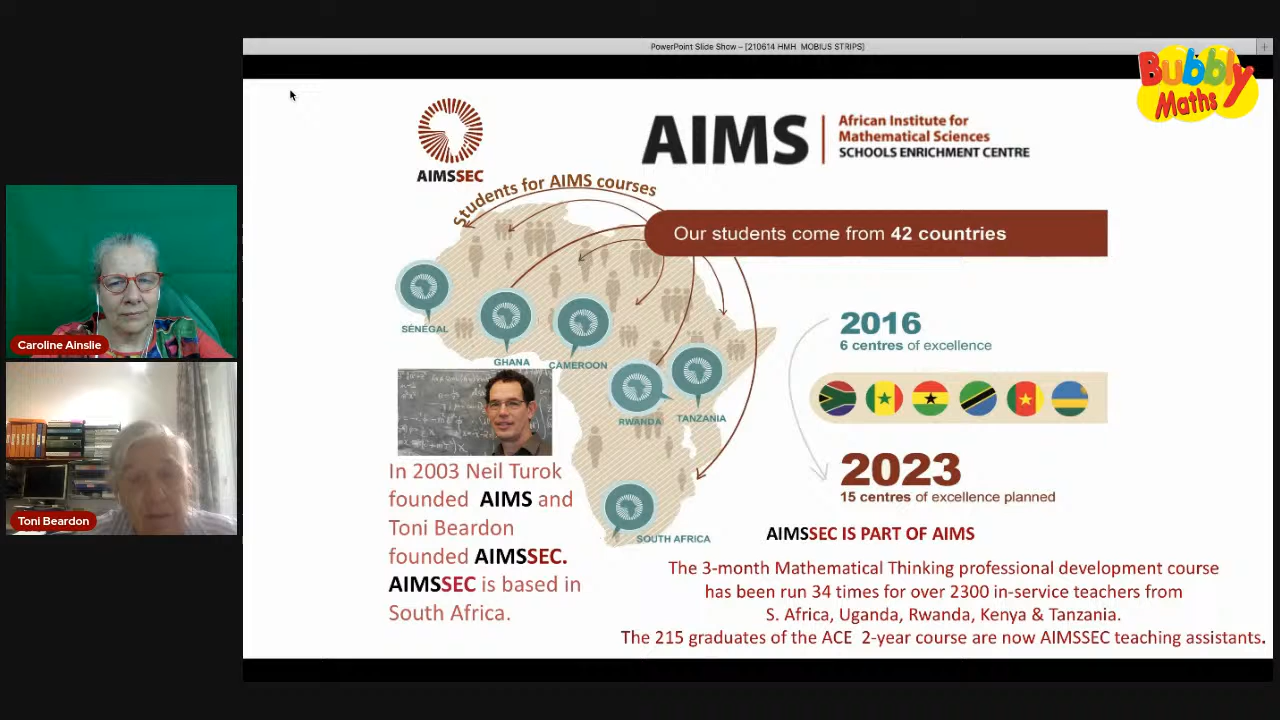 PowerPoint Slide Show – [210614 HMH MOBIUS STRIPS]
Bubbly
Maths
AIMSSEC
AIMS
African Institute for
Mathematical Sciences
SCHOOLS ENRICHMENT CENTRE
Students for AIMS courses
Our students come from 42 countries
SÉNÉGAL
GHANA
CAMEROON
RWANDA
TANZANIA
SOUTH AFRICA
2016
6 centres of excellence
2023
15 centres of excellence planned
In 2003 Neil Turok
founded AIMS and
Toni Beardon
founded AIMSSEC.
AIMSSEC is based in
South Africa.
AIMSSEC IS PART OF AIMS
The 3-month Mathematical Thinking professional development course
has been run 34 times for over 2300 in-service teachers from
S. Africa, Uganda, Rwanda, Kenya & Tanzania.
The 215 graduates of the ACE 2-year course are now AIMSSEC teaching assistants.
Caroline Ainslie
Toni Beardon